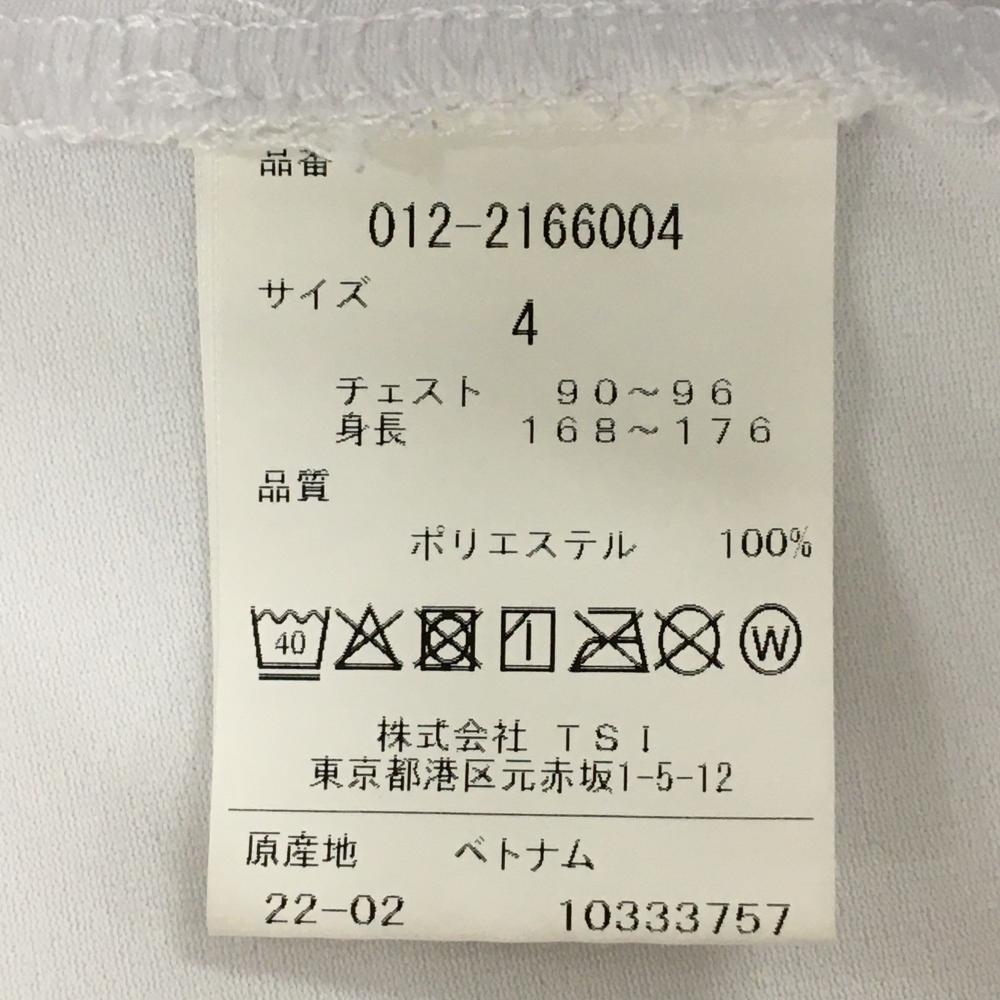 品番
012-2166004
サイズ
4
チェスト 90～96
身長 168～176
品質
ポリエステル 100%
40 W
株式会社 TSI
東京都港区元赤坂1-5-12
原産地 ベトナム
22-02 10333757